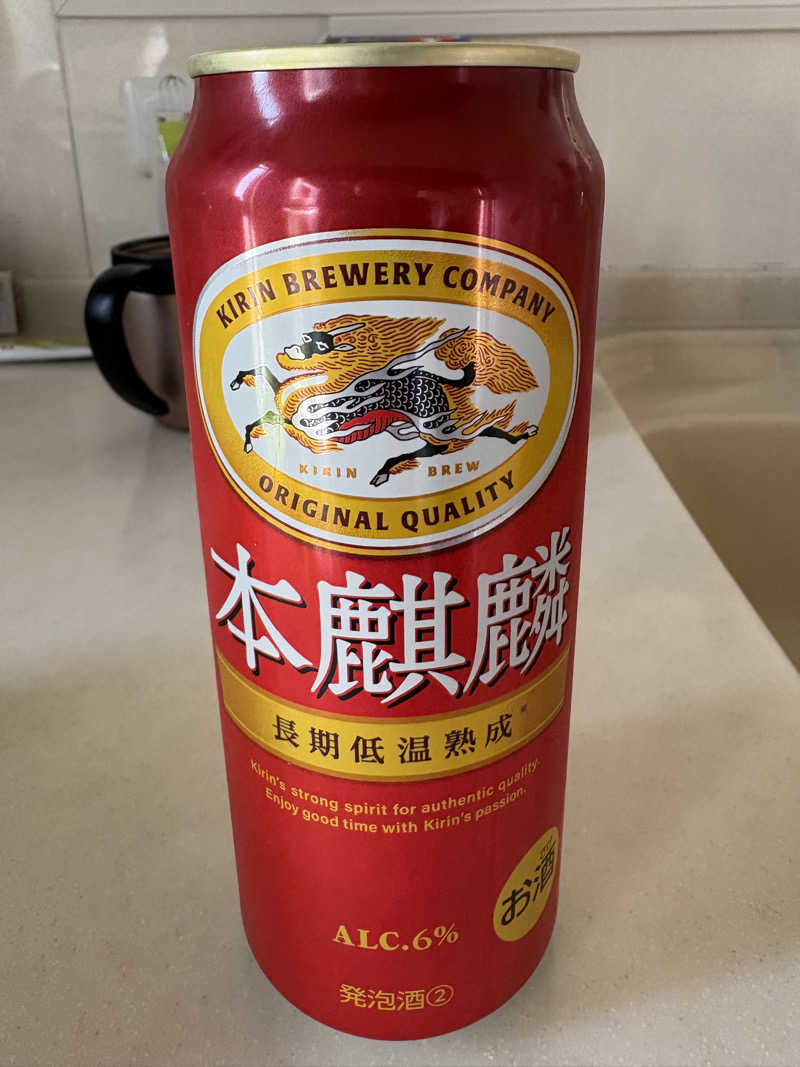 KIRIN BREWERY COMPANY
KIRIN BREW
ORIGINAL QUALITY
本麒麟
長期低温熟成※
Kirin's strong spirit for authentic quality.
Enjoy good time with Kirin's passion.
お酒
ALC.6%
発泡酒②